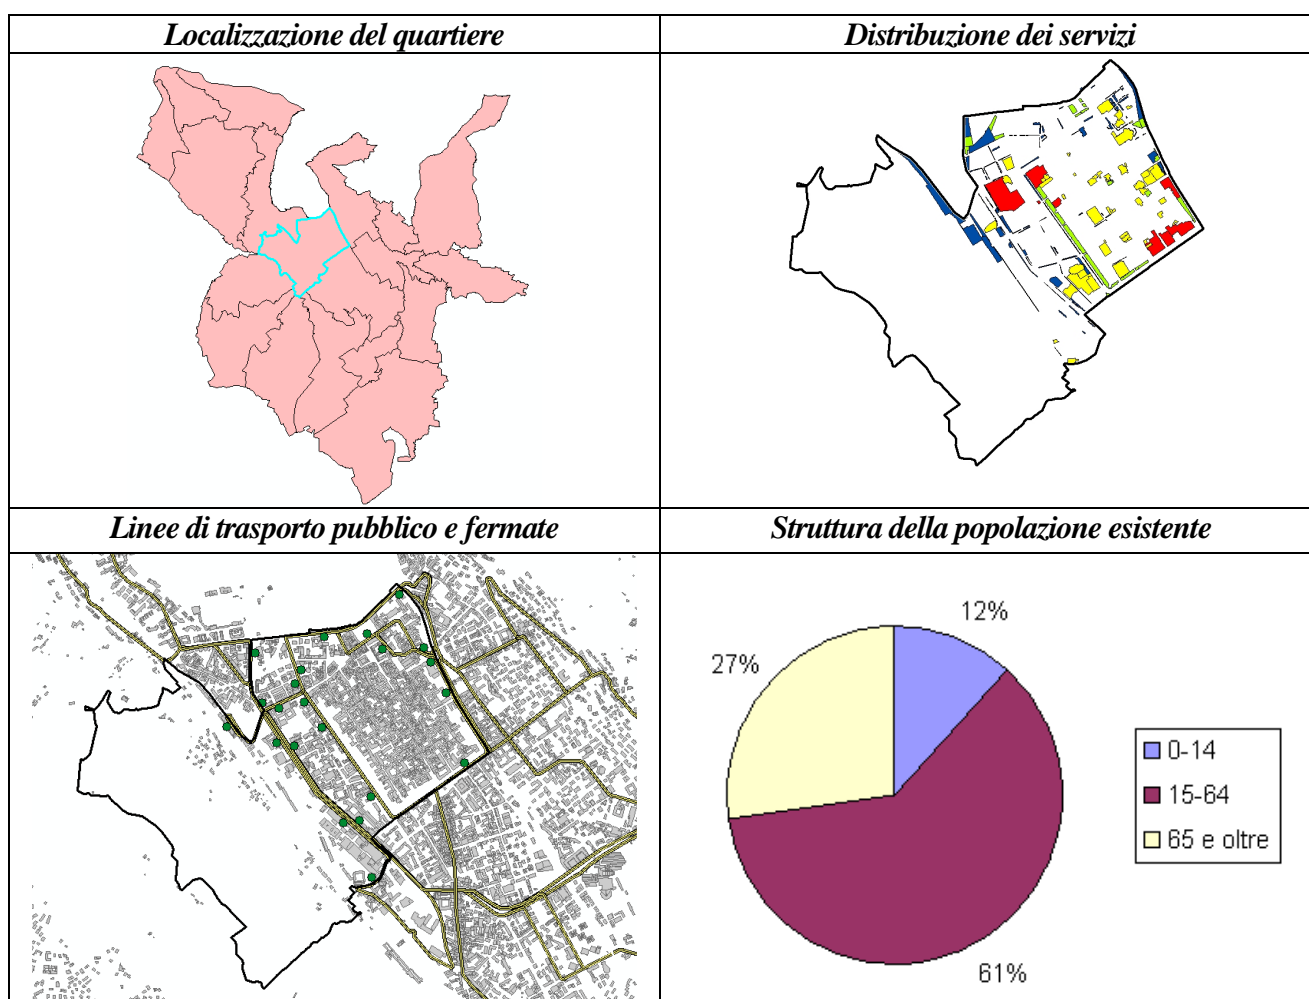 Localizzazione del quartiere
Distribuzione dei servizi
Linee di trasporto pubblico e fermate
Struttura della popolazione esistente
12%
27%
61%
0-14
15-64
65 e oltre